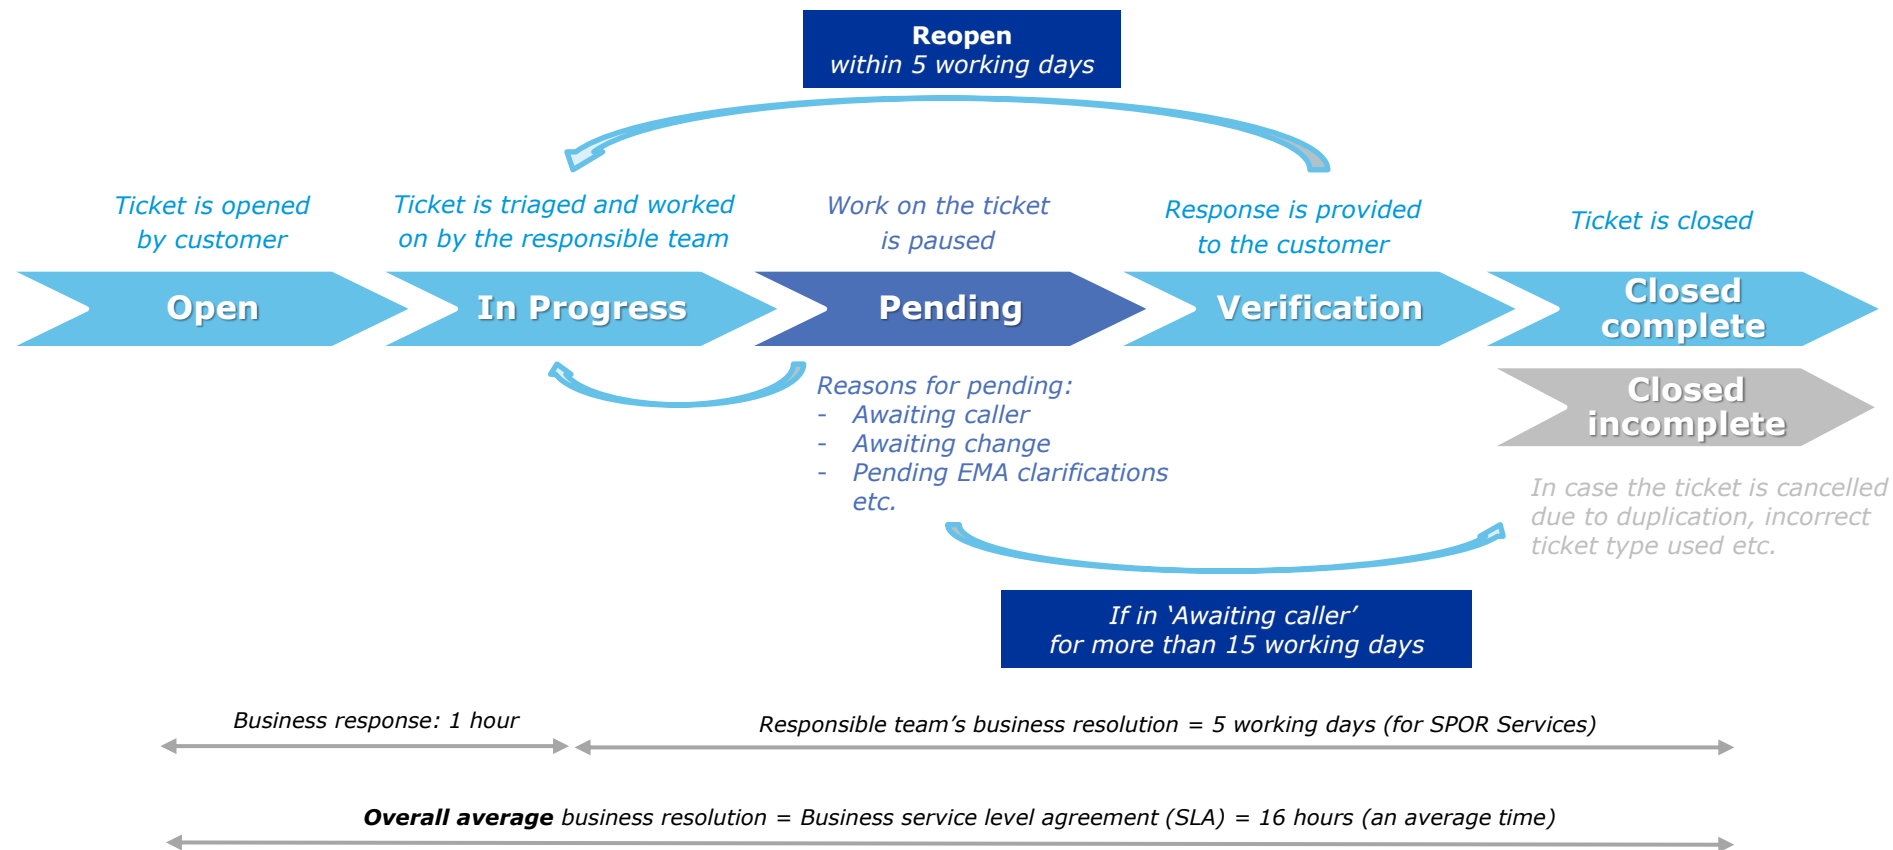 Reopen
within 5 working days
Ticket is opened
by customer
Ticket is triaged and worked
on by the responsible team
Work on the ticket
is paused
Response is provided
to the customer
Ticket is closed
Open
In Progress
Pending
Verification
Closed
complete
Closed
incomplete
Reasons for pending:
- Awaiting caller
- Awaiting change
- Pending EMA clarifications
etc.
In case the ticket is cancelled
due to duplication, incorrect
ticket type used etc.
If in ‘Awaiting caller’
for more than 15 working days
Business response: 1 hour
Responsible team’s business resolution = 5 working days (for SPOR Services)
Overall average business resolution = Business service level agreement (SLA) = 16 hours (an average time)